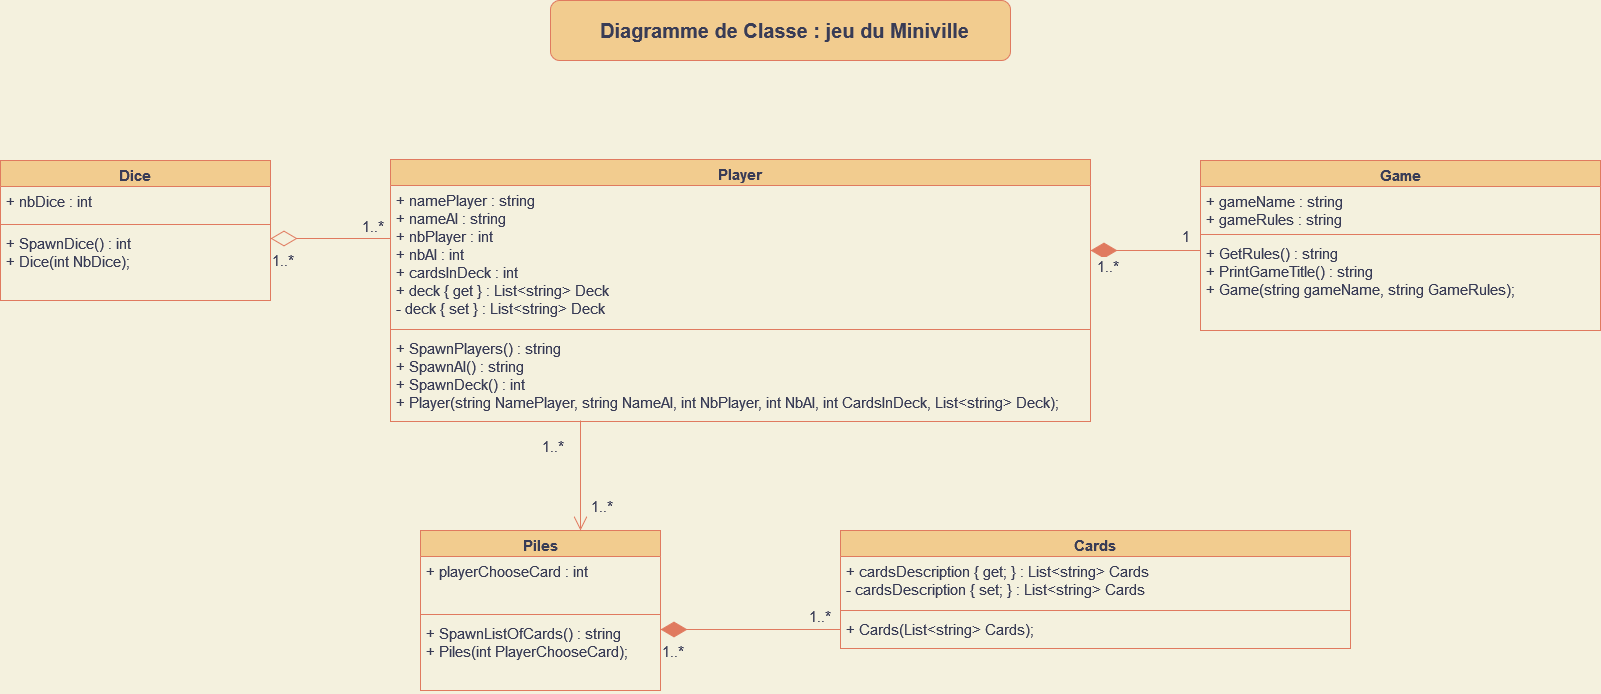 Diagramme de Classe : jeu du Miniville
Dice
+ nbDice : int
+ SpawnDice() : int
+ Dice(int NbDice);
1..*
1..*
Player
+ namePlayer : string
+ nameAI : string
+ nbPlayer : int
+ nbAI : int
+ cardsInDeck : int
+ deck { get } : List<string> Deck
- deck { set } : List<string> Deck
+ SpawnPlayers() : string
+ SpawnAI() : string
+ SpawnDeck() : int
+ Player(string NamePlayer, string NameAI, int NbPlayer, int NbAI, int CardsInDeck, List<string> Deck);
1
1..*
Game
+ gameName : string
+ gameRules : string
+ GetRules() : string
+ PrintGameTitle() : string
+ Game(string gameName, string GameRules);
1..*
1..*
Piles
+ playerChooseCard : int
+ SpawnListOfCards() : string
+ Piles(int PlayerChooseCard);
1..*
1..*
Cards
+ cardsDescription { get; } : List<string> Cards
- cardsDescription { set; } : List<string> Cards
+ Cards(List<string> Cards);